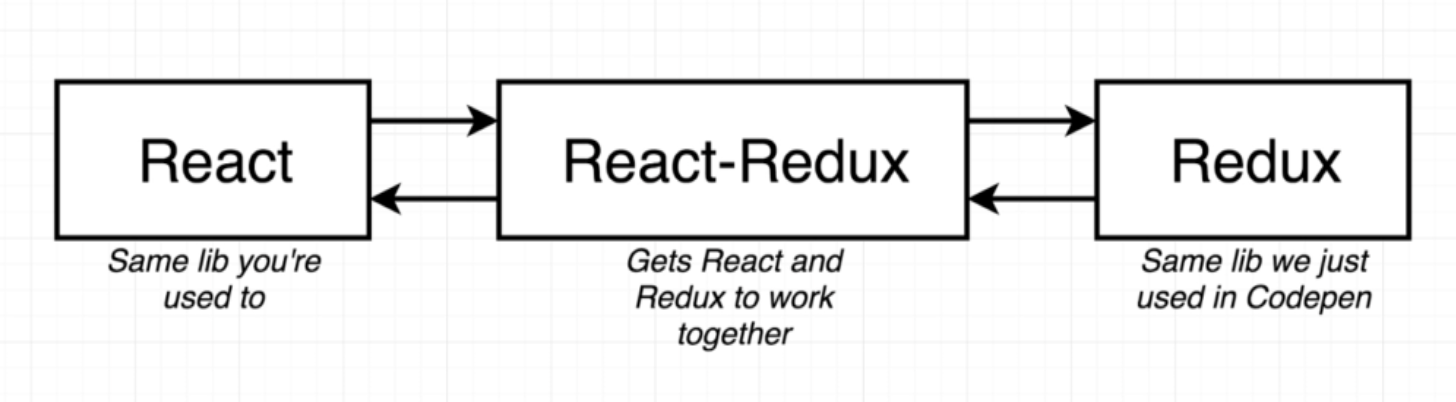 React
React-Redux
Redux
Same lib you're
used to
Gets React and
Redux to work
together
Same lib we just
used in Codepen